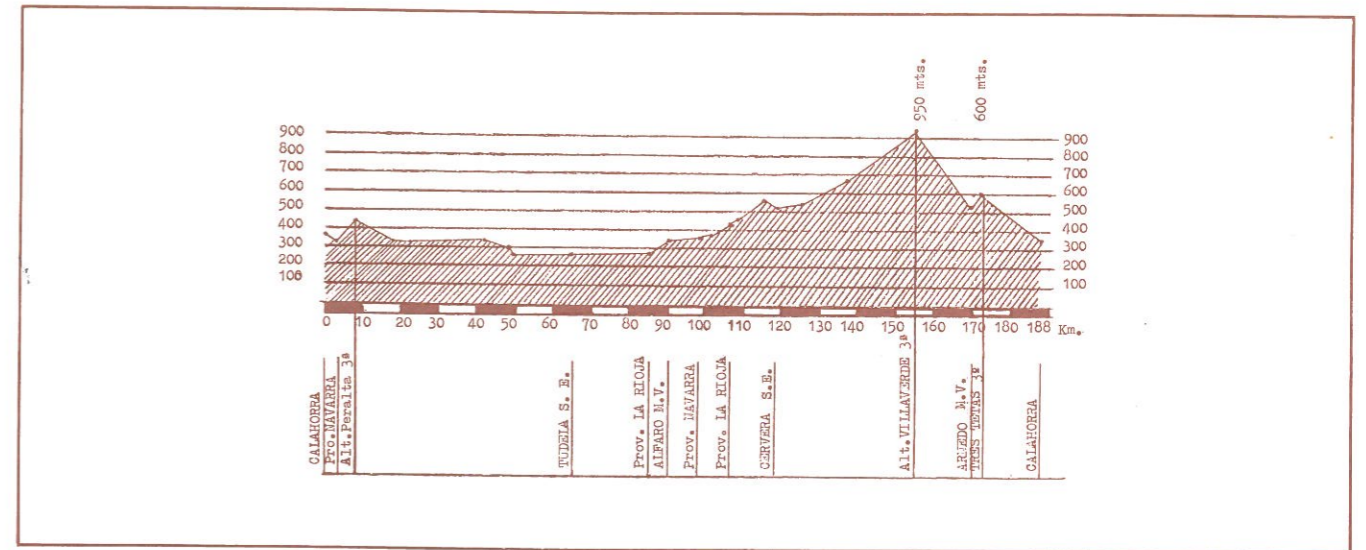 950 mts.
600 mts.
900
800
700
600
500
400
300
200
100
900
800
700
600
500
400
300
200
100
0 10 20 30 40 50 60 70 80 90 100 110 120 130 140 150 160 170 180 188 Km.
CALAHORRA
Pro.NAVARRA
Alt.Peralta 3ª
TUDELA S. E.
Prov. LA RIOJA
ALFARO M.V.
Prov. NAVARRA
Prov. LA RIOJA
CERVERA S.E.
Alt.VILLAVERDE 3ª
ARNEDO M.V.
TRES TETAS 3ª
CALAHORRA